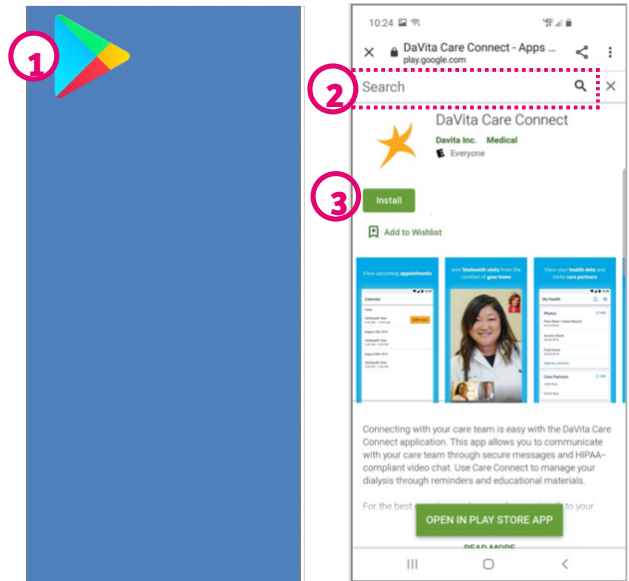 1
10:24
DaVita Care Connect - Apps ...
play.google.com
2
Search
DaVita Care Connect
Davita Inc. Medical
E Everyone
3
Install
Add to Wishlist
View upcoming appointments
Calendar
Join Telehealth visits from the
comfort of your home
View your health data and
invite care partners
My Health
Photos
Care Partners
Connecting with your care team is easy with the DaVita Care
Connect application. This app allows you to communicate
with your care team through secure messages and HIPAA–
compliant video chat. Use Care Connect to manage your
dialysis through reminders and educational materials.
For the best
to your
OPEN IN PLAY STORE APP
READ MORE